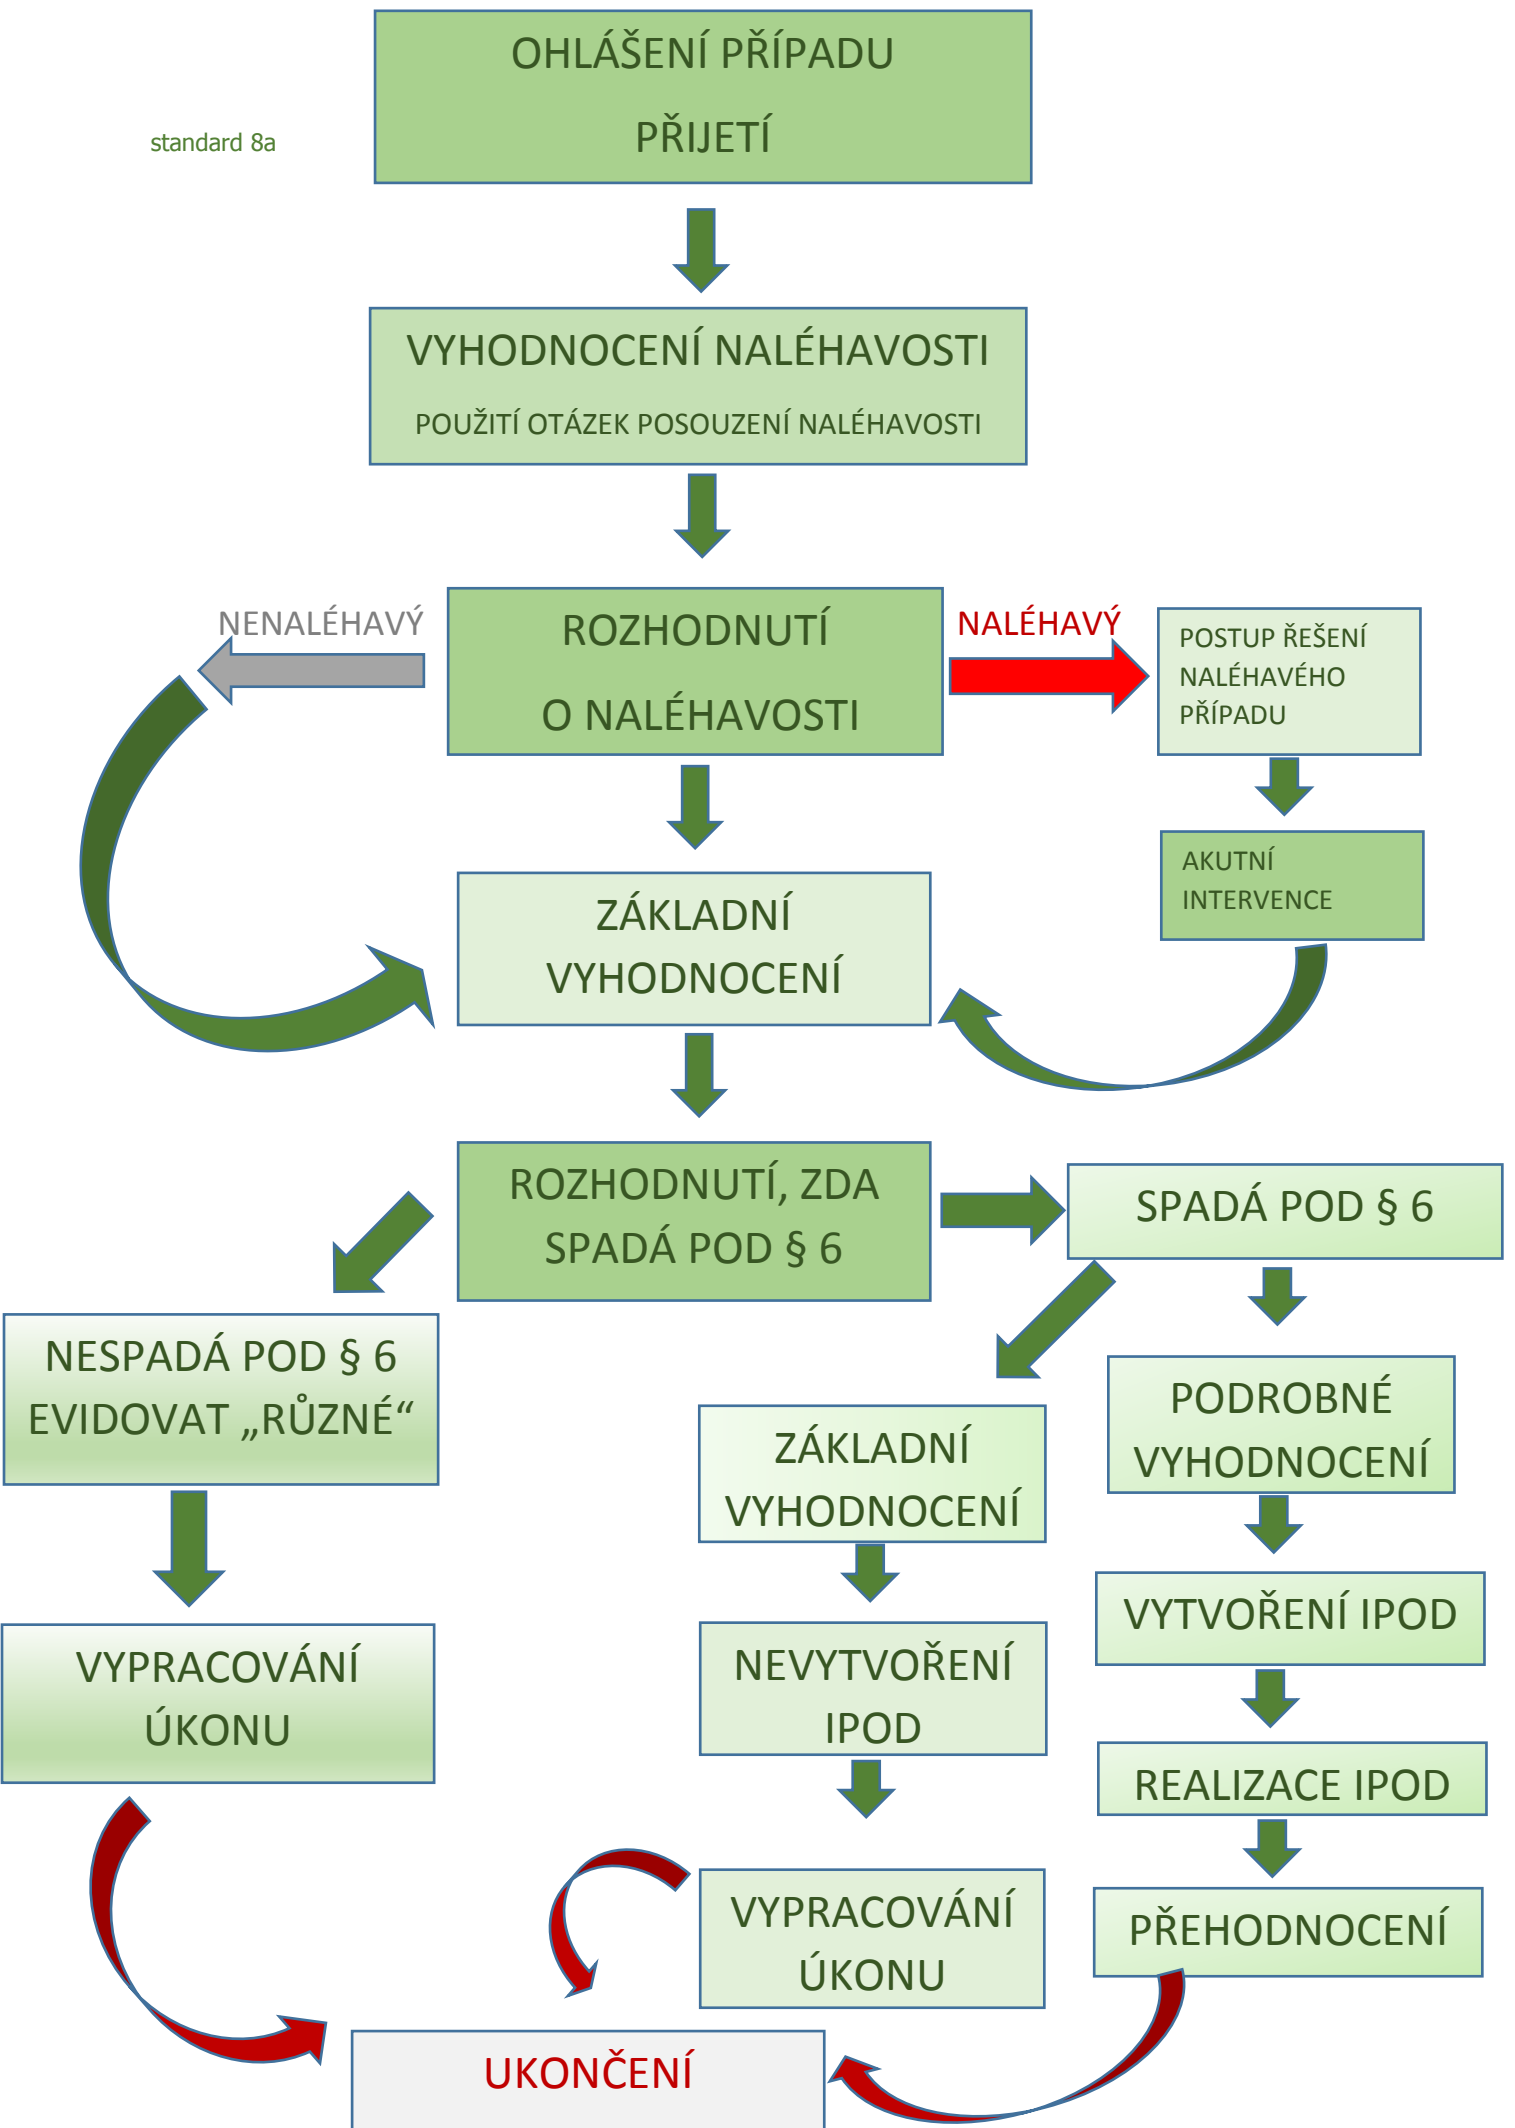 OHLÁŠENÍ PŘÍPADU
PŘIJETÍ
standard 8a
VYHODNOCENÍ NALÉHAVOSTI
POUŽITÍ OTÁZEK POSOUZENÍ NALÉHAVOSTI
NENALÉHAVÝ
ROZHODNUTÍ
O NALÉHAVOSTI
NALÉHAVÝ
POSTUP ŘEŠENÍ
NALÉHAVÉHO
PŘÍPADU
AKUTNÍ
INTERVENCE
ZÁKLADNÍ
VYHODNOCENÍ
ROZHODNUTÍ, ZDA
SPADÁ POD § 6
SPADÁ POD § 6
NESPADÁ POD § 6
EVIDOVAT „RŮZNÉ“
VYPRACOVÁNÍ
ÚKONU
ZÁKLADNÍ
VYHODNOCENÍ
NEVYTVOŘENÍ
IPOD
VYPRACOVÁNÍ
ÚKONU
PODROBNÉ
VYHODNOCENÍ
VYTVOŘENÍ IPOD
REALIZACE IPOD
PŘEHODNOCENÍ
UKONČENÍ